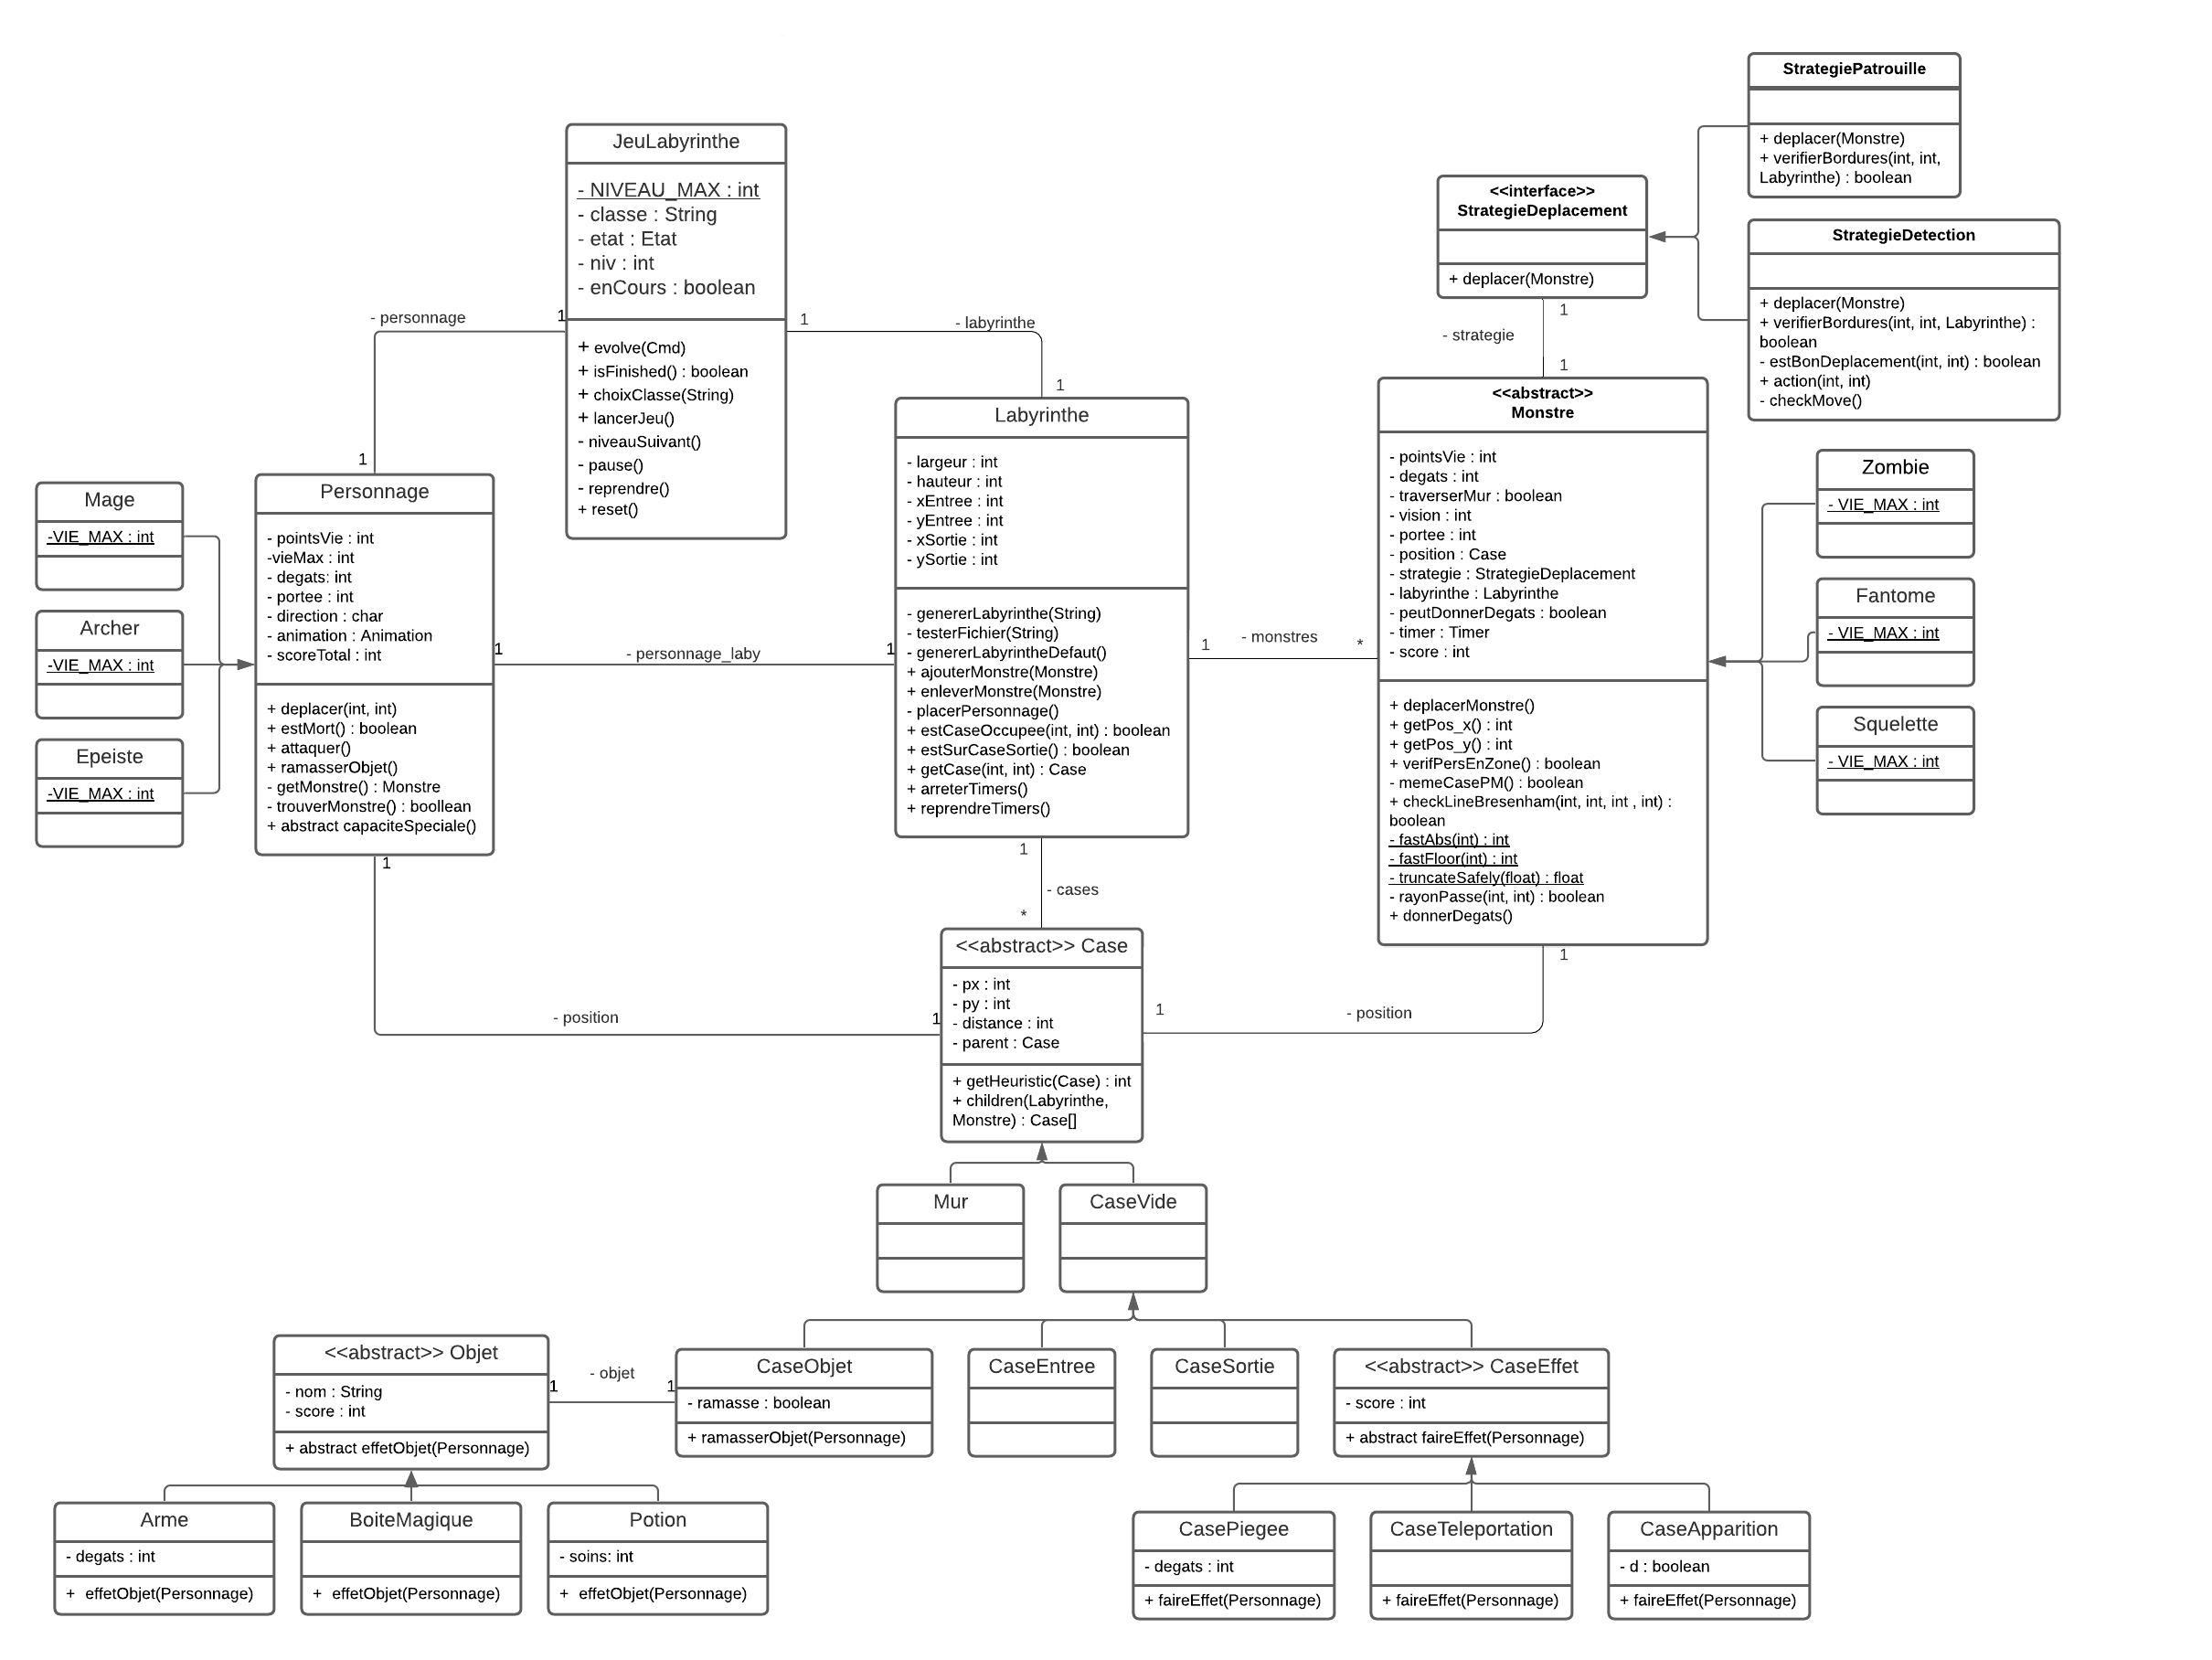 StrategiePatrouille
+ deplacer(Monstre)
+ verifierBordures(int, int,
Labyrinthe) : boolean
JeuLabyrinthe
- NIVEAU_MAX : int
- classe : String
- etat : Etat
- niv : int
- enCours : boolean
+ evolve(Cmd)
+ isFinished() : boolean
+ choixClasse(String)
+ lancerJeu()
- niveauSuivant()
- pause()
- reprendre()
+ reset()
<<interface>>
StrategieDeplacement
+ deplacer(Monstre)
StrategieDetection
+ deplacer(Monstre)
+ verifierBordures(int, int, Labyrinthe) :
boolean
- estBonDeplacement(int, int) : boolean
+ action(int, int)
- checkMove()
- personnage
1
1
1
- labyrinthe
1
1
- strategie
1
Labyrinthe
- largeur : int
- hauteur : int
- xEntree : int
- yEntree : int
- xSortie : int
- ySortie : int
- genererLabyrinthe(String)
- testerFichier(String)
- genererLabyrintheDefaut()
+ ajouterMonstre(Monstre)
+ enleverMonstre(Monstre)
- placerPersonnage()
+ estCaseOccupee(int, int) : boolean
+ estSurCaseSortie() : boolean
+ getCase(int, int) : Case
+ arreterTimers()
+ reprendreTimers()
<<abstract>>
Monstre
- pointsVie : int
- degats : int
- traverserMur : boolean
- vision : int
- portee : int
- position : Case
- strategie : StrategieDeplacement
- labyrinthe : Labyrinthe
- peutDonnerDegats : boolean
- timer : Timer
- score : int
+ deplacerMonstre()
+ getPos_x() : int
+ getPos_y() : int
+ verifPersEnZone() : boolean
- memeCasePM() : boolean
+ checkLineBresenham(int, int, int , int) :
boolean
- fastAbs(int) : int
- fastFloor(int) : int
- truncateSafely(float) : float
- rayonPasse(int, int) : boolean
+ donnerDegats()
Mage
-VIE_MAX : int
Archer
-VIE_MAX : int
Epeiste
-VIE_MAX : int
Personnage
- pointsVie : int
-vieMax : int
- degats: int
- portee : int
- direction : char
- animation : Animation
- scoreTotal : int
+ deplacer(int, int)
+ estMort() : boolean
+ attaquer()
+ ramasserObjet()
- getMonstre() : Monstre
- trouverMonstre() : boollean
+ abstract capaciteSpeciale()
Zombie
- VIE_MAX : int
Fantome
- VIE_MAX : int
Squelette
- VIE_MAX : int
1
- personnage_laby
1
1
- monstres
*
1
- position
1
1
- cases
*
1
- position
1
<<abstract>> Case
- px : int
- py : int
- distance : int
- parent : Case
+ getHeuristic(Case) : int
+ children(Labyrinthe,
Monstre) : Case[]
Mur
CaseVide
<<abstract>> Objet
- nom : String
- score : int
+ abstract effetObjet(Personnage)
1
- objet
1
CaseObjet
- ramasse : boolean
+ ramasserObjet(Personnage)
CaseEntree
CaseSortie
<<abstract>> CaseEffet
- score : int
+ abstract faireEffet(Personnage)
Arme
- degats : int
+ effetObjet(Personnage)
BoiteMagique
+ effetObjet(Personnage)
Potion
- soins: int
+ effetObjet(Personnage)
CasePiegee
- degats : int
+ faireEffet(Personnage)
CaseTeleportation
+ faireEffet(Personnage)
CaseApparition
- d : boolean
+ faireEffet(Personnage)